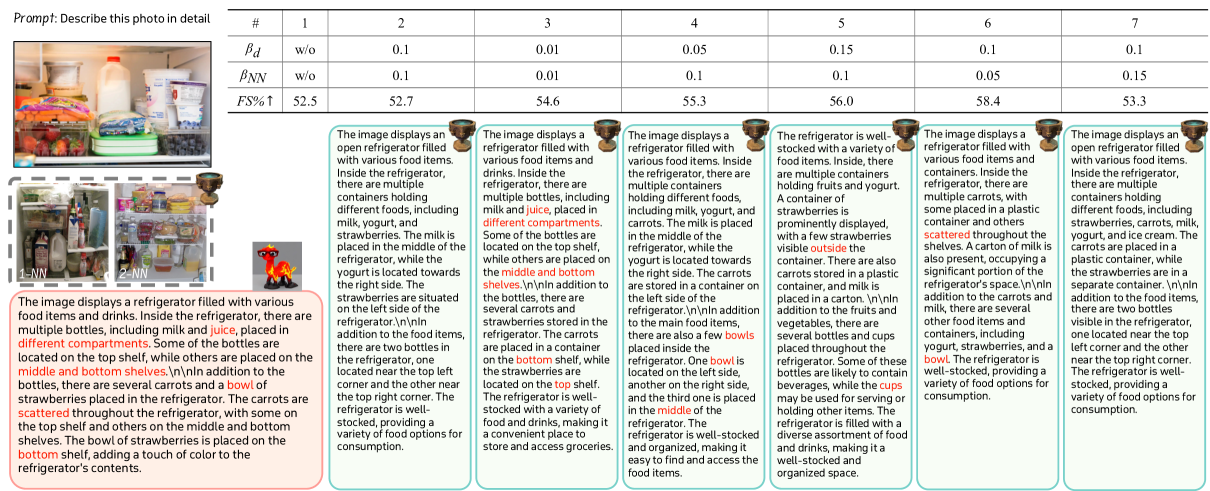 Prompt: Describe this photo in detail
# 1 2 3 4 5 6 7
β_d w/o 0.1 0.01 0.05 0.15 0.1 0.1
β_NN w/o 0.1 0.01 0.1 0.1 0.05 0.15
FS%↑ 52.5 52.7 54.6 55.3 56.0 58.4 53.3
1-NN
2-NN
The image displays a refrigerator filled with various
food items and drinks. Inside the refrigerator, there are
multiple bottles, including milk and juice, placed in
different compartments. Some of the bottles are
located on the top shelf, while others are placed on the
middle and bottom shelves.\n\nIn addition to the
bottles, there are several carrots and a bowl of
strawberries placed in the refrigerator. The carrots are
scattered throughout the refrigerator, with some on
the top shelf and others on the middle and bottom
shelves. The bowl of strawberries is placed on the
bottom shelf, adding a touch of color to the
refrigerator's contents.
The image displays an
open refrigerator filled
with various food items.
Inside the refrigerator,
there are multiple
containers holding
different foods, including
milk, yogurt, and
strawberries. The milk is
placed in the middle of the
refrigerator, while the
yogurt is located towards
the right side. The
strawberries are situated
on the left side of the
refrigerator.\n\nIn
addition to the food items,
there are two bottles in
the refrigerator, one
located near the top left
corner and the other near
the top right corner. The
refrigerator is well-
stocked, providing a
variety of food options for
consumption.
The image displays a
refrigerator filled with
various food items and
drinks. Inside the
refrigerator, there are
multiple bottles, including
milk and juice, placed in
different compartments.
Some of the bottles are
located on the top shelf,
while others are placed on
the middle and bottom
shelves.\n\nIn addition to
the bottles, there are
several carrots and
strawberries stored in the
refrigerator. The carrots
are placed in a container
on the bottom shelf, while
the strawberries are
located on the top shelf.
The refrigerator is well-
stocked with a variety of
food and drinks, making it
a convenient place to
store and access groceries.
The image displays a
refrigerator filled with
various food items. Inside
the refrigerator, there are
multiple containers
holding different foods,
including milk, yogurt, and
carrots. The milk is placed
in the middle of the
refrigerator, while the
yogurt is located towards
the right side. The carrots
are stored in a container on
the left side of the
refrigerator.\n\nIn addition
to the main food items,
there are also a few bowls
placed inside the
refrigerator. One bowl is
located on the left side,
another on the right side,
and the third one is placed
in the middle of the
refrigerator. The
refrigerator is well-stocked
and organized, making it
easy to find and access the
food items.
The refrigerator is well-
stocked with a variety of
food items. Inside, there
are multiple containers
holding fruits and yogurt.
A container of
strawberries is
prominently displayed,
with a few strawberries
visible outside the
container. There are also
carrots stored in a plastic
container, and milk is
placed in a carton. \n\nIn
addition to the fruits and
vegetables, there are
several bottles and cups
placed throughout the
refrigerator. Some of these
bottles are likely to contain
beverages, while the cups
may be used for serving or
holding other items. The
refrigerator is filled with a
diverse assortment of food
and drinks, making it a
well-stocked and
organized space.
The image displays a
refrigerator filled with
various food items and
containers. Inside the
refrigerator, there are
multiple carrots, with
some placed in a plastic
container and others
scattered throughout the
shelves. A carton of milk is
also present, occupying a
significant portion of the
refrigerator's space.\n\nIn
addition to the carrots and
milk, there are several
other food items and
containers, including
yogurt, strawberries, and a
bowl. The refrigerator is
well-stocked, providing a
variety of food options for
consumption.
The image displays an
open refrigerator filled
with various food items.
Inside the refrigerator,
there are multiple
containers holding
different foods, including
strawberries, carrots, milk,
yogurt, and ice cream. The
carrots are placed in a
plastic container, while
the strawberries are in a
separate container. \n\nIn
addition to the food items,
there are two bottles
visible in the refrigerator,
one located near the top
left corner and the other
near the top right corner.
The refrigerator is well-
stocked, providing a
variety of food options for
consumption.